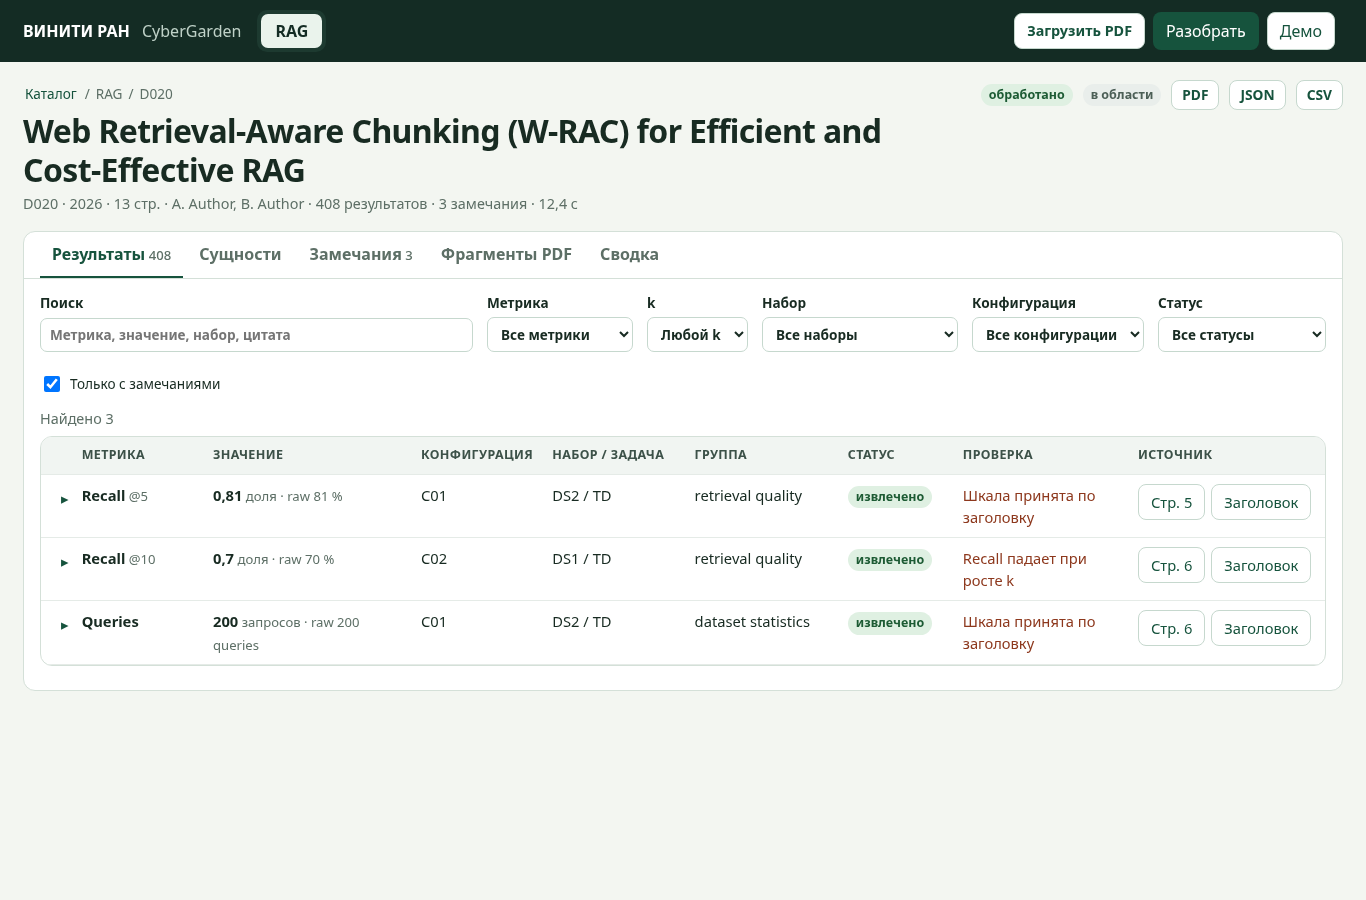 ВИНИТИ РАН CyberGarden RAG Загрузить PDF Разобрать Демо
Каталог / RAG / D020 обработано в области PDF JSON CSV
Web Retrieval-Aware Chunking (W-RAC) for Efficient and
Cost-Effective RAG
D020 · 2026 · 13 стр. · A. Author, B. Author · 408 результатов · 3 замечания · 12,4 с
Результаты 408 Сущности Замечания 3 Фрагменты PDF Сводка
Поиск Метрика k Набор Конфигурация Статус
Метрика, значение, набор, цитата Все метрики Любой k Все наборы Все конфигурации Все статусы
Только с замечаниями
Найдено 3
МЕТРИКА ЗНАЧЕНИЕ КОНФИГУРАЦИЯ НАБОР / ЗАДАЧА ГРУППА СТАТУС ПРОВЕРКА ИСТОЧНИК
Recall @5 0,81 доля · raw 81 % C01 DS2 / TD retrieval quality извлечено Шкала принята по Стр. 5 Заголовок
заголовку
Recall @10 0,7 доля · raw 70 % C02 DS1 / TD retrieval quality извлечено Recall падает при Стр. 6 Заголовок
росте k
Queries 200 запросов · raw 200 C01 DS2 / TD dataset statistics извлечено Шкала принята по Стр. 6 Заголовок
queries заголовку